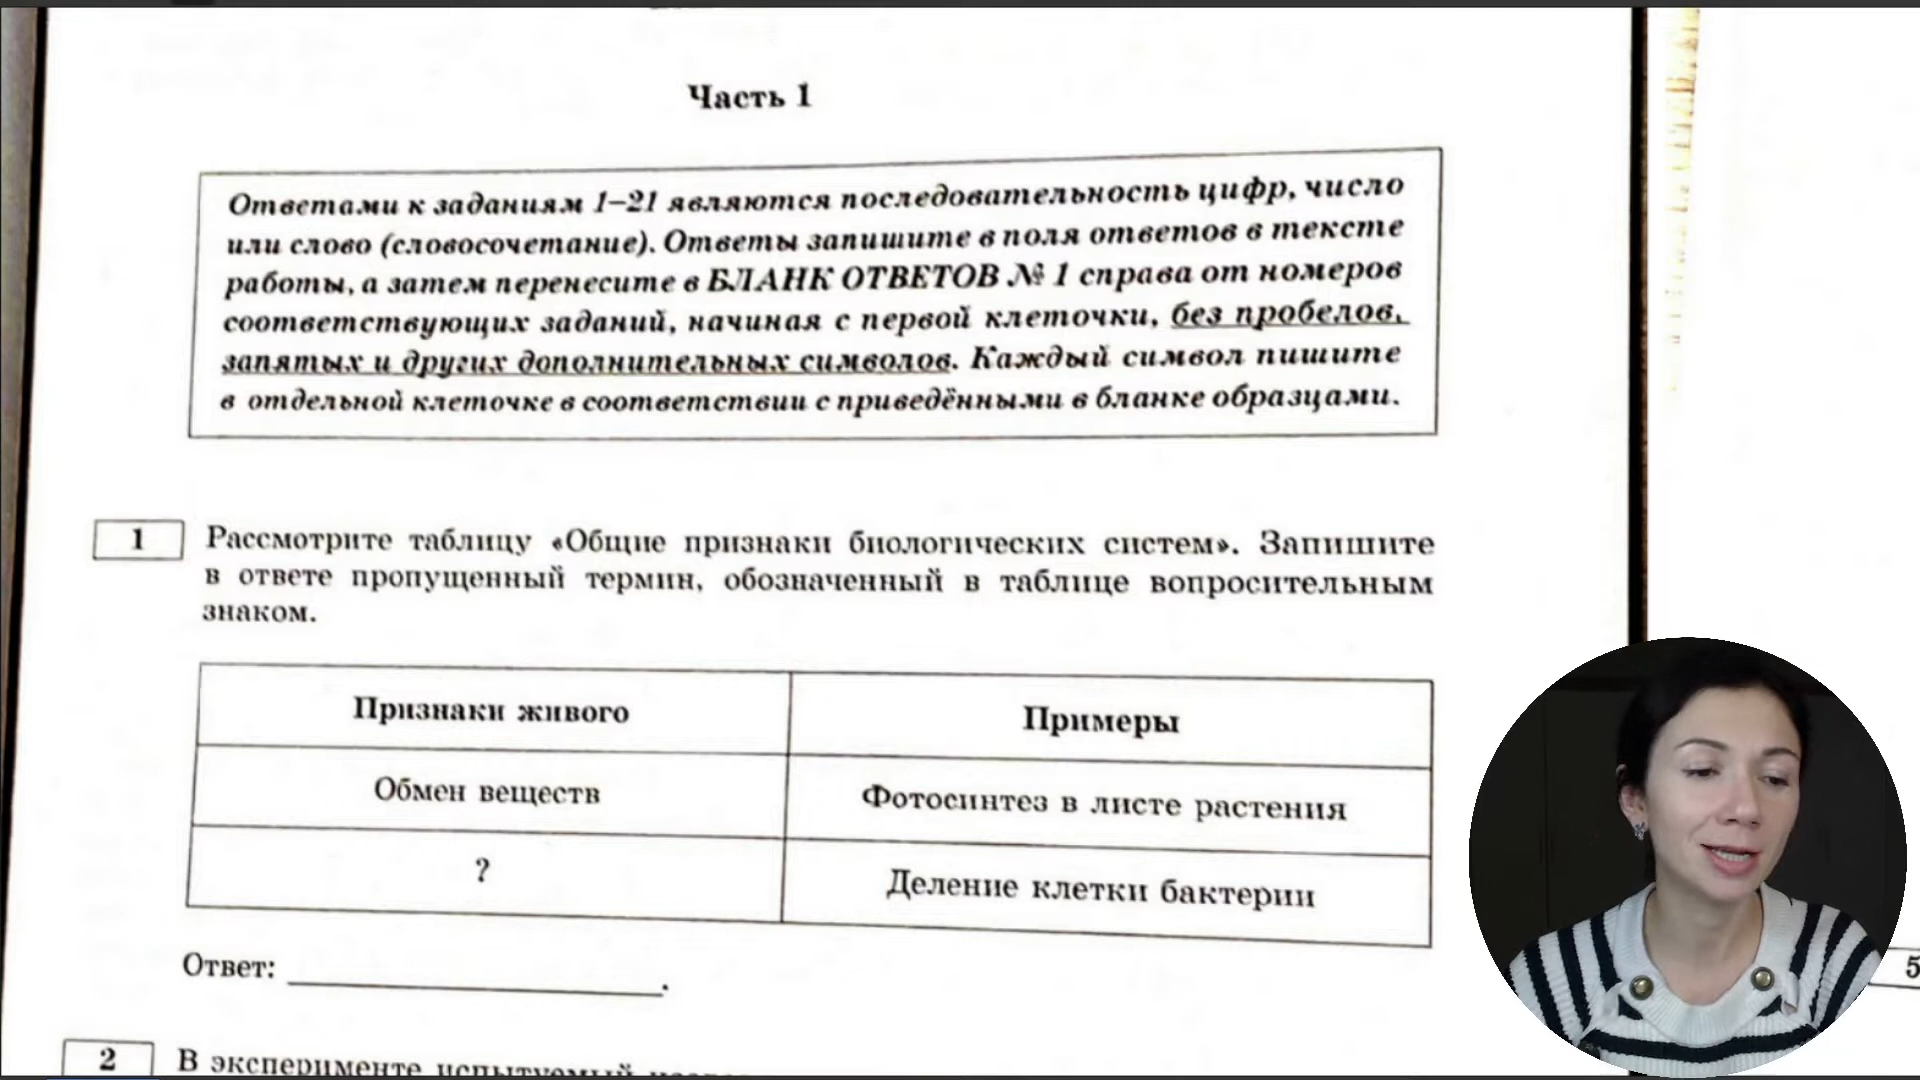 Часть 1
Ответами к заданиям 1–21 являются последовательность цифр, число
или слово (словосочетание). Ответы запишите в поля ответов в тексте
работы, а затем перенесите в БЛАНК ОТВЕТОВ № 1 справа от номеров
соответствующих заданий, начиная с первой клеточки, без пробелов,
запятых и других дополнительных символов. Каждый символ пишите
в отдельной клеточке в соответствии с приведёнными в бланке образцами.
1 Рассмотрите таблицу «Общие признаки биологических систем». Запишите
в ответе пропущенный термин, обозначенный в таблице вопросительным
знаком.
Признаки живого Примеры
Обмен веществ Фотосинтез в листе растения
? Деление клетки бактерии
Ответ: .
5
2 В эксперименте испытуемый